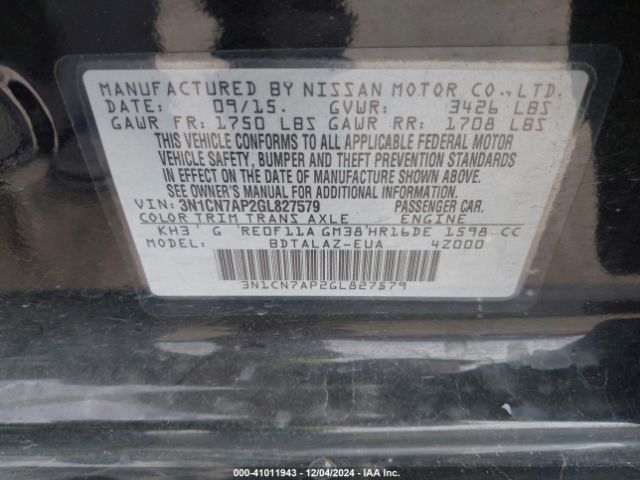 MANUFACTURED BY NISSAN MOTOR CO., LTD.
DATE: 09/15. GVWR: 3426 LBS
GAWR FR: 1750 LBS GAWR RR: 1708 LBS
THIS VEHICLE CONFORMS TO ALL APPLICABLE FEDERAL MOTOR
VEHICLE SAFETY, BUMPER AND THEFT PREVENTION STANDARDS
IN EFFECT ON THE DATE OF MANUFACTURE SHOWN ABOVE.
SEE OWNER'S MANUAL FOR ADDITIONAL INFORMATION.
VIN: 3N1CN7AP2GL827579 PASSENGER CAR.
COLOR TRIM TRANS AXLE ENGINE
KH3 G RE0F11A GM38 HR16DE 1598 CC
MODEL: BDTALAZ-EUA 4Z000
3N1CN7AP2GL827579
000-41011943 - 12/04/2024 - IAA Inc.